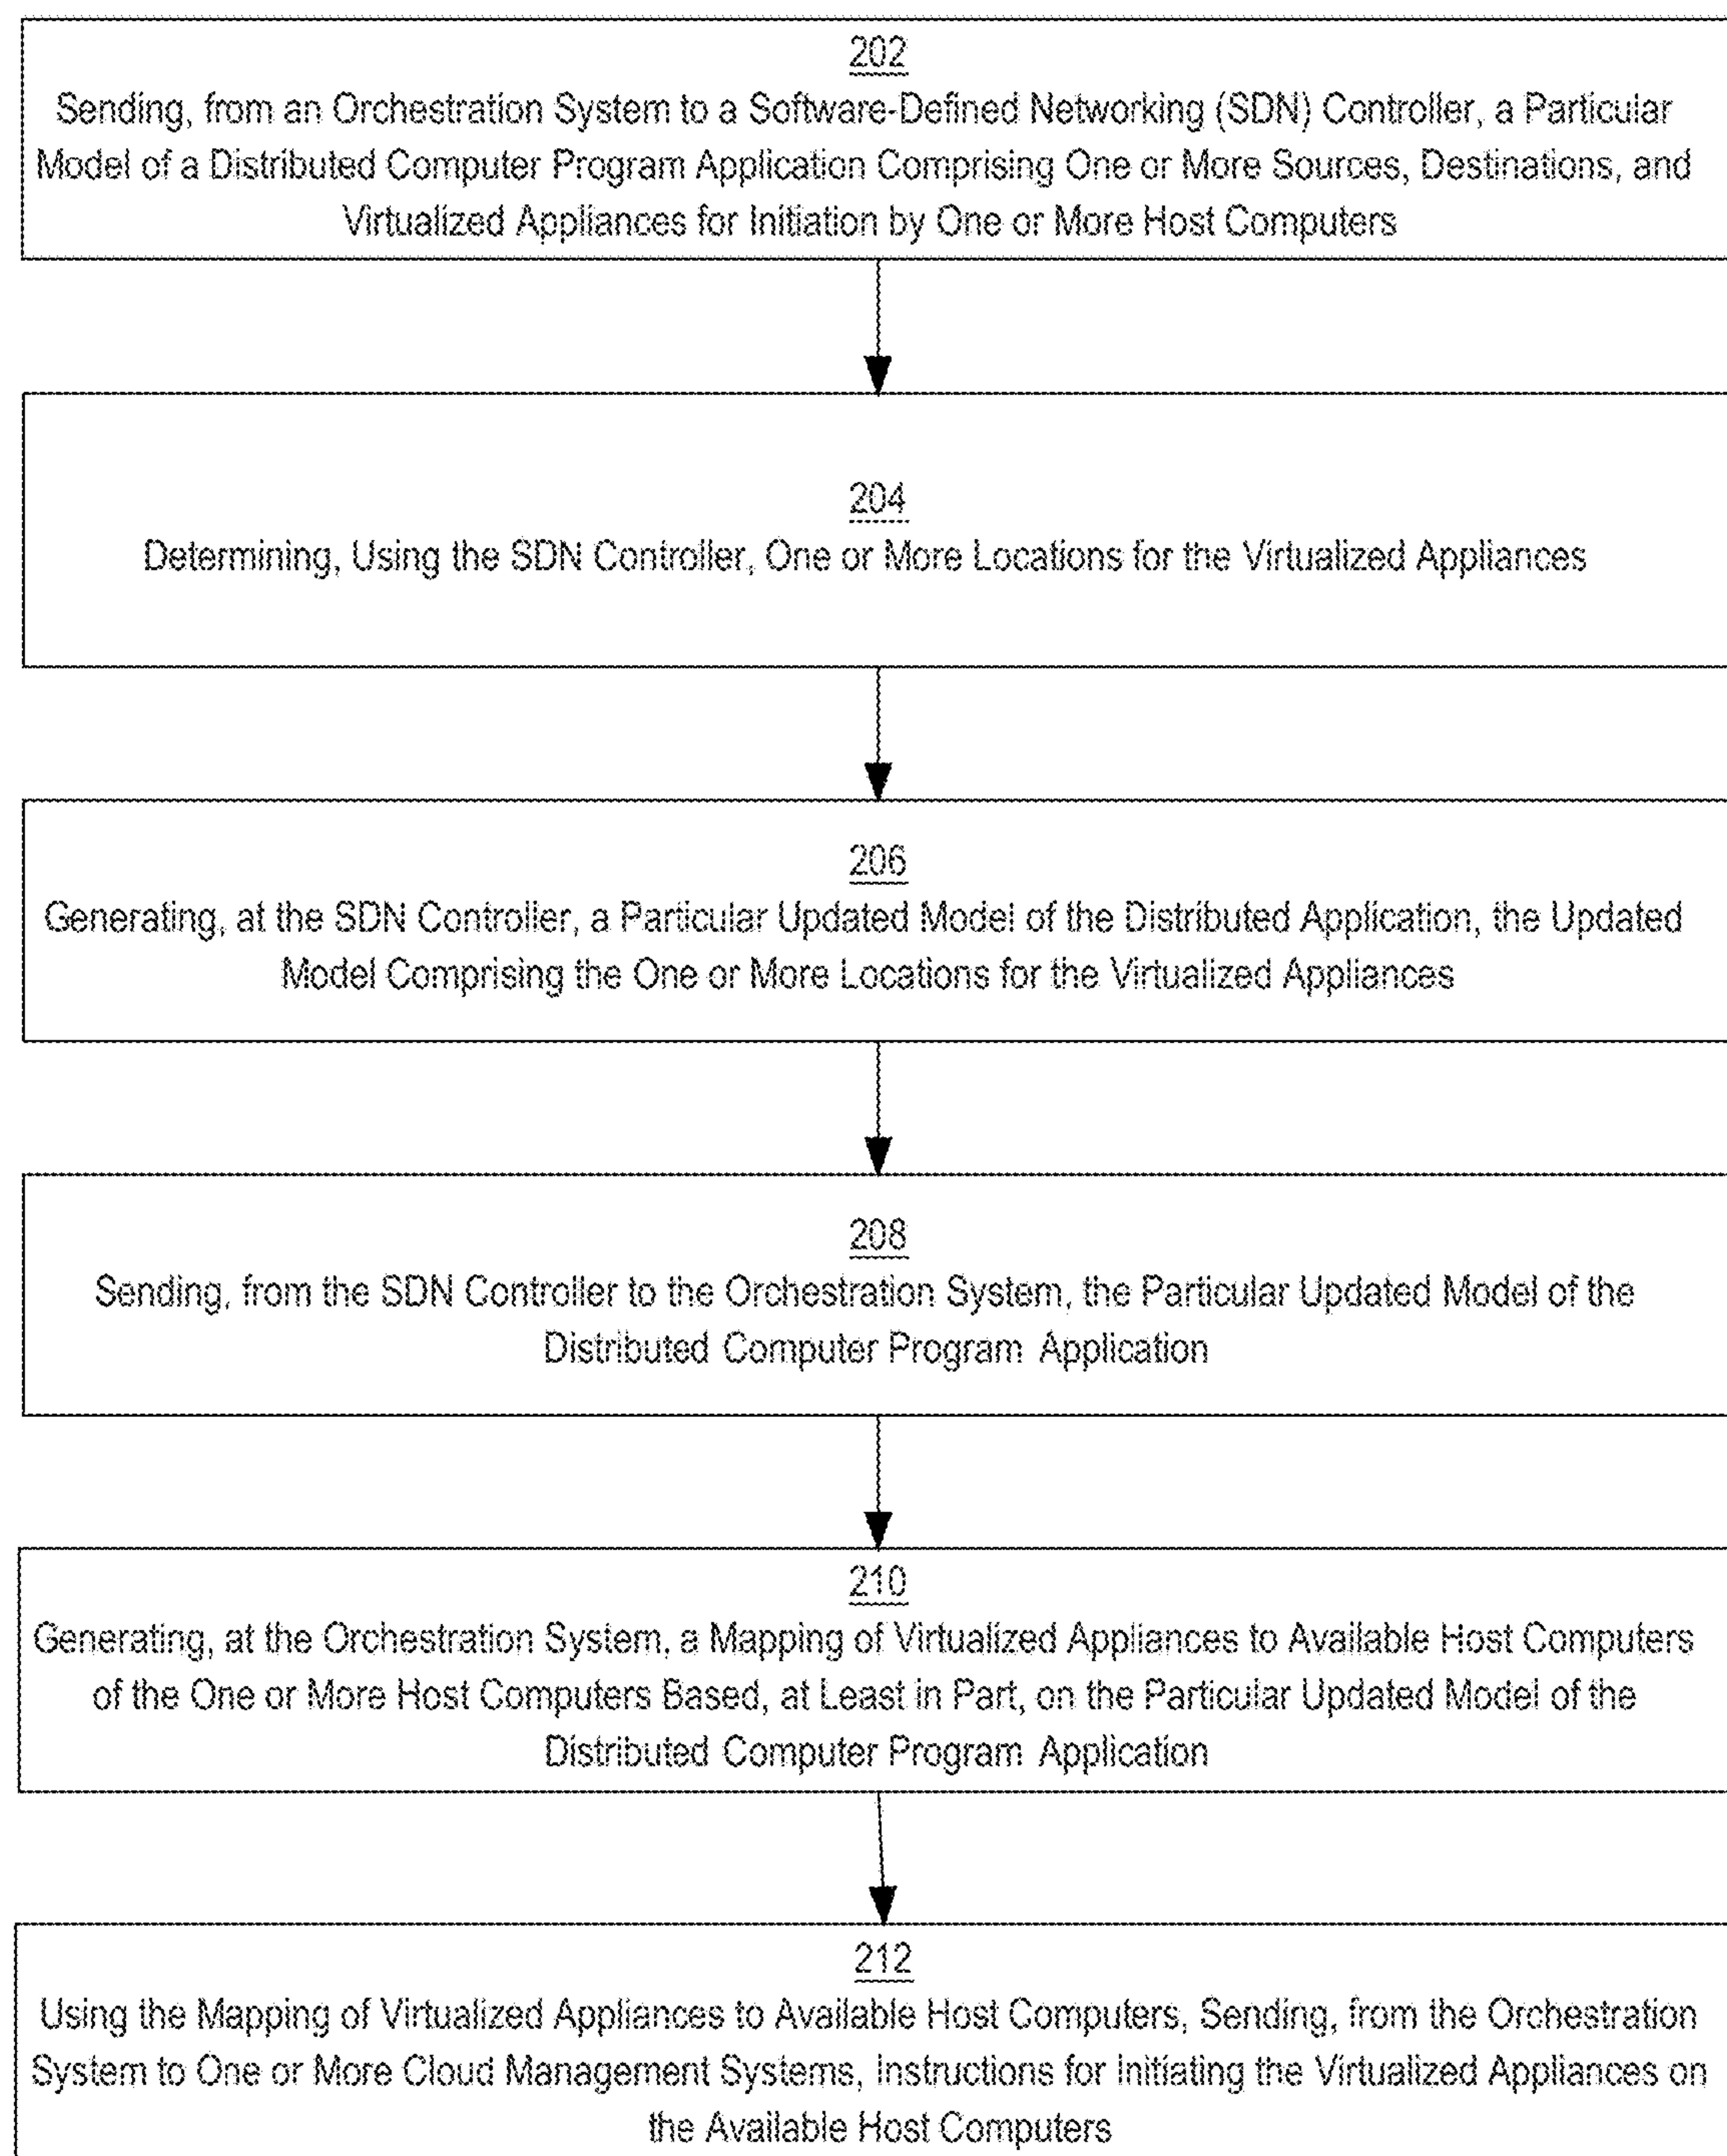 202
Sending, from an Orchestration System to a Software-Defined Networking (SDN) Controller, a Particular
Model of a Distributed Computer Program Application Comprising One or More Sources, Destinations, and
Virtualized Appliances for Initiation by One or More Host Computers
204
Determining, Using the SDN Controller, One or More Locations for the Virtualized Appliances
206
Generating, at the SDN Controller, a Particular Updated Model of the Distributed Application, the Updated
Model Comprising the One or More Locations for the Virtualized Appliances
208
Sending, from the SDN Controller to the Orchestration System, the Particular Updated Model of the
Distributed Computer Program Application
210
Generating, at the Orchestration System, a Mapping of Virtualized Appliances to Available Host Computers
of the One or More Host Computers Based, at Least in Part, on the Particular Updated Model of the
Distributed Computer Program Application
212
Using the Mapping of Virtualized Appliances to Available Host Computers, Sending, from the Orchestration
System to One or More Cloud Management Systems, Instructions for Initiating the Virtualized Appliances on
the Available Host Computers